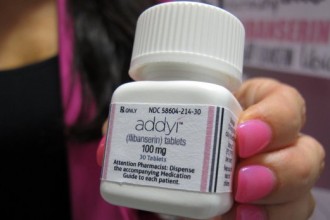 ℞ ONLY NDC 58604-214-30
addyi™
(flibanserin) tablets
100 mg
30 Tablets
Attention Pharmacist: Dispense
the accompanying Medication
Guide to each patient.